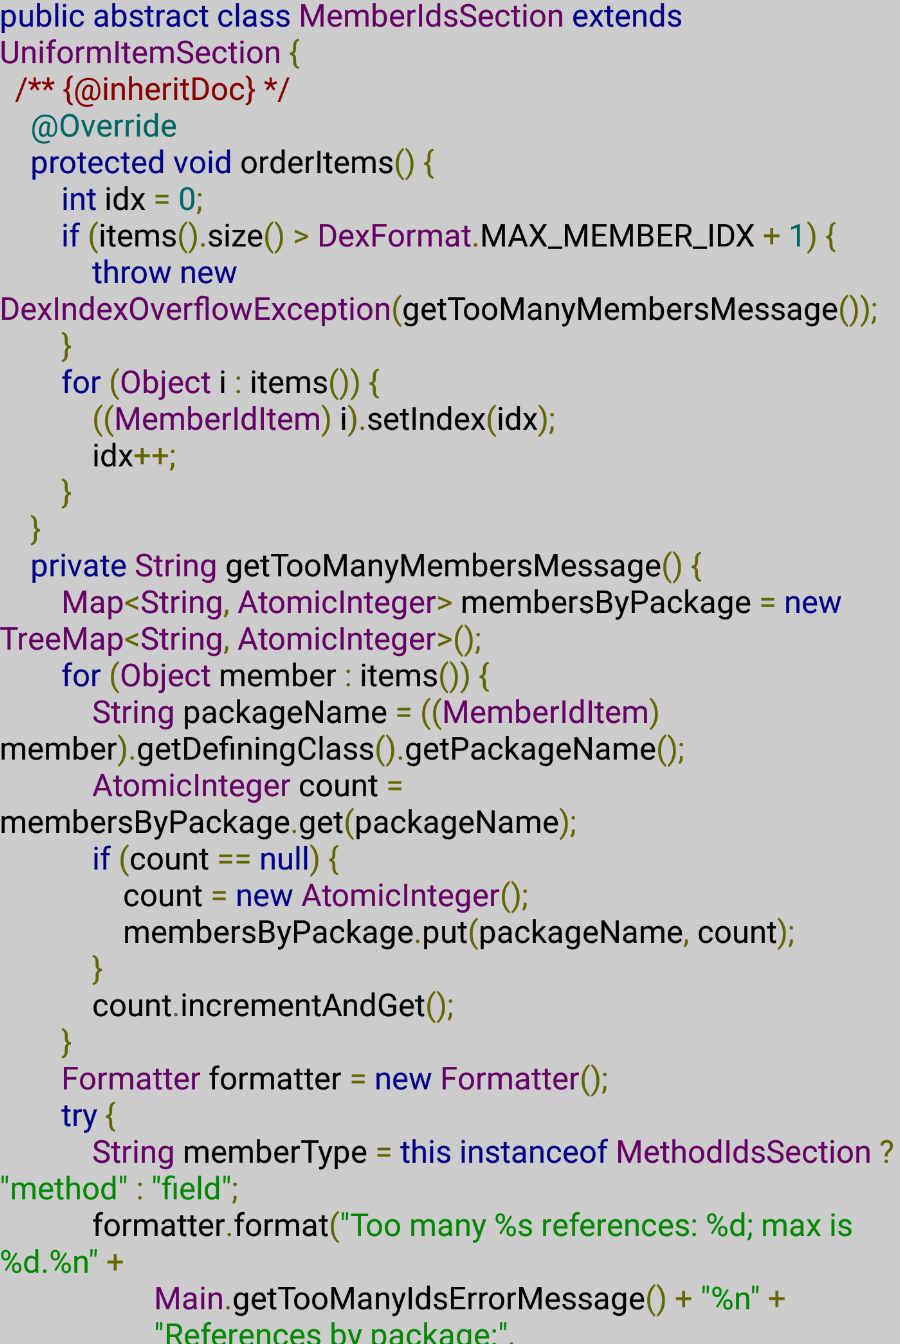 public abstract class MemberIdsSection extends
UniformItemSection {
/** {@inheritDoc} */
@Override
protected void orderItems() {
int idx = 0;
if (items().size() > DexFormat.MAX_MEMBER_IDX + 1) {
throw new
DexIndexOverflowException(getTooManyMembersMessage());
}
for (Object i : items()) {
((MemberIdItem) i).setIndex(idx);
idx++;
}
}
private String getTooManyMembersMessage() {
Map<String, AtomicInteger> membersByPackage = new
TreeMap<String, AtomicInteger>();
for (Object member : items()) {
String packageName = ((MemberIdItem)
member).getDefiningClass().getPackageName();
AtomicInteger count =
membersByPackage.get(packageName);
if (count == null) {
count = new AtomicInteger();
membersByPackage.put(packageName, count);
}
count.incrementAndGet();
}
Formatter formatter = new Formatter();
try {
String memberType = this instanceof MethodIdsSection ?
"method" : "field";
formatter.format("Too many %s references: %d; max is
%d.%n" +
Main.getTooManyIdsErrorMessage() + "%n" +
"References by package:",